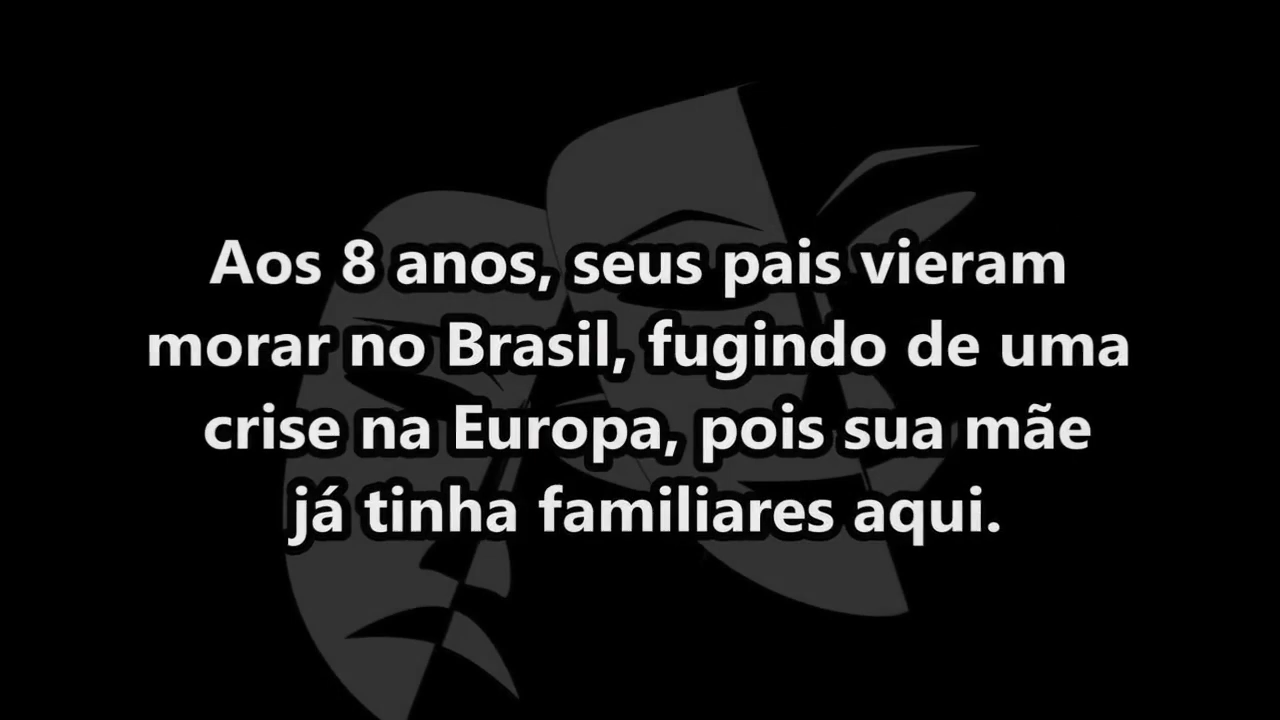 Aos 8 anos, seus pais vieram
morar no Brasil, fugindo de uma
crise na Europa, pois sua mãe
já tinha familiares aqui.